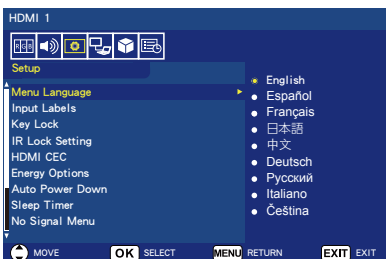 HDMI 1
RGB
Setup
Menu Language
Input Labels
Key Lock
IR Lock Setting
HDMI CEC
Energy Options
Auto Power Down
Sleep Timer
No Signal Menu
English
Español
Français
日本語
中文
Deutsch
Русский
Italiano
Čeština
MOVE OK SELECT MENU RETURN EXIT EXIT